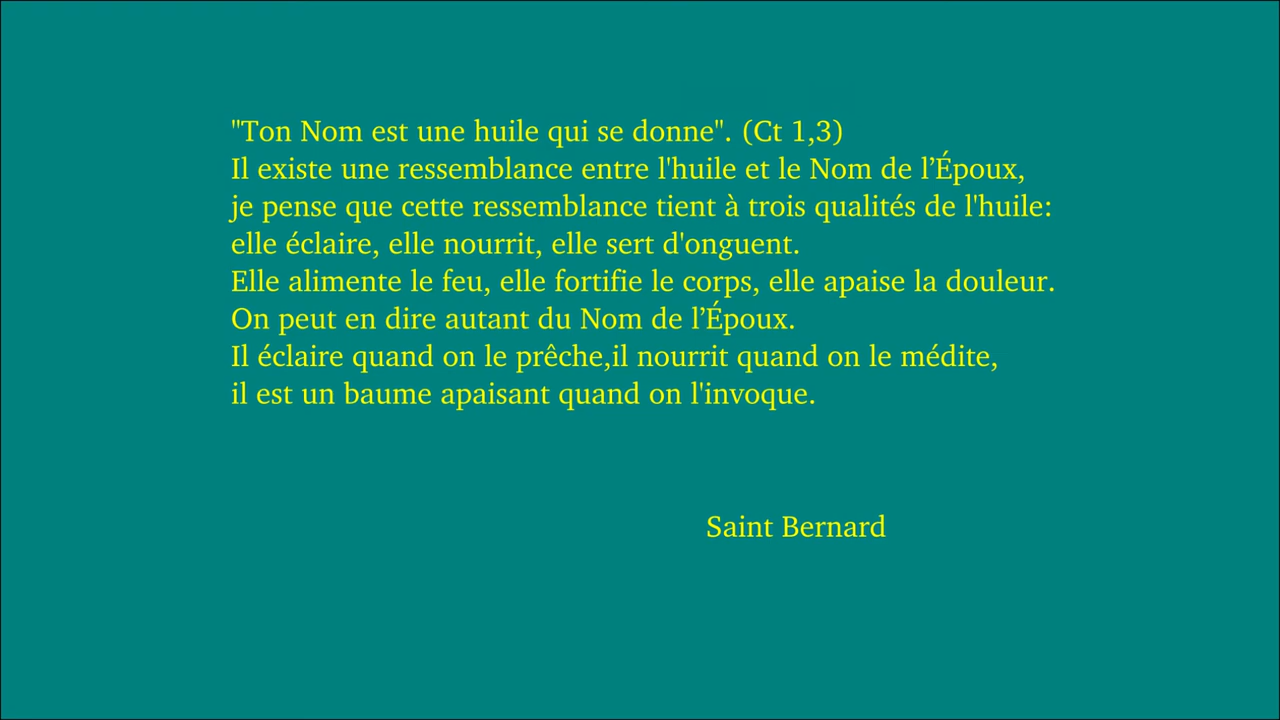 "Ton Nom est une huile qui se donne". (Ct 1,3)
Il existe une ressemblance entre l'huile et le Nom de l’Époux,
je pense que cette ressemblance tient à trois qualités de l'huile:
elle éclaire, elle nourrit, elle sert d'onguent.
Elle alimente le feu, elle fortifie le corps, elle apaise la douleur.
On peut en dire autant du Nom de l’Époux.
Il éclaire quand on le prêche,il nourrit quand on le médite,
il est un baume apaisant quand on l'invoque.
Saint Bernard